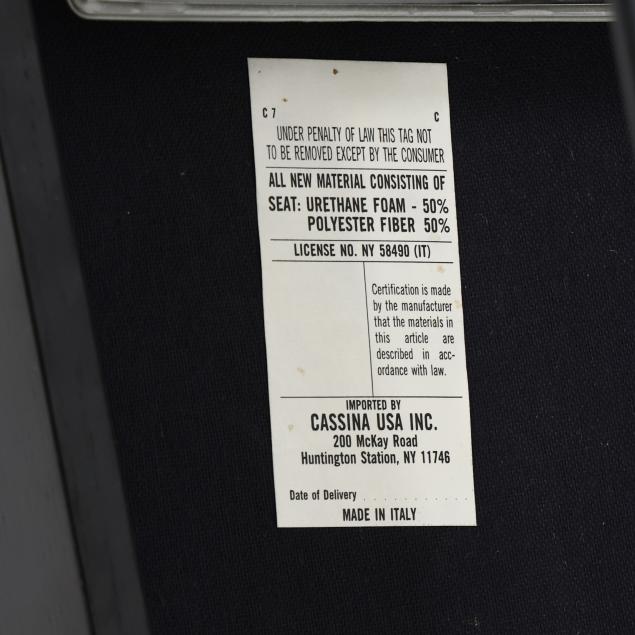 C 7 C
UNDER PENALTY OF LAW THIS TAG NOT
TO BE REMOVED EXCEPT BY THE CONSUMER
ALL NEW MATERIAL CONSISTING OF
SEAT: URETHANE FOAM - 50%
POLYESTER FIBER 50%
LICENSE NO. NY 58490 (IT)
Certification is made
by the manufacturer
that the materials in
this article are
described in acc-
ordance with law.
IMPORTED BY
CASSINA USA INC.
200 McKay Road
Huntington Station, NY 11746
Date of Delivery . . . . . . . . . . .
MADE IN ITALY